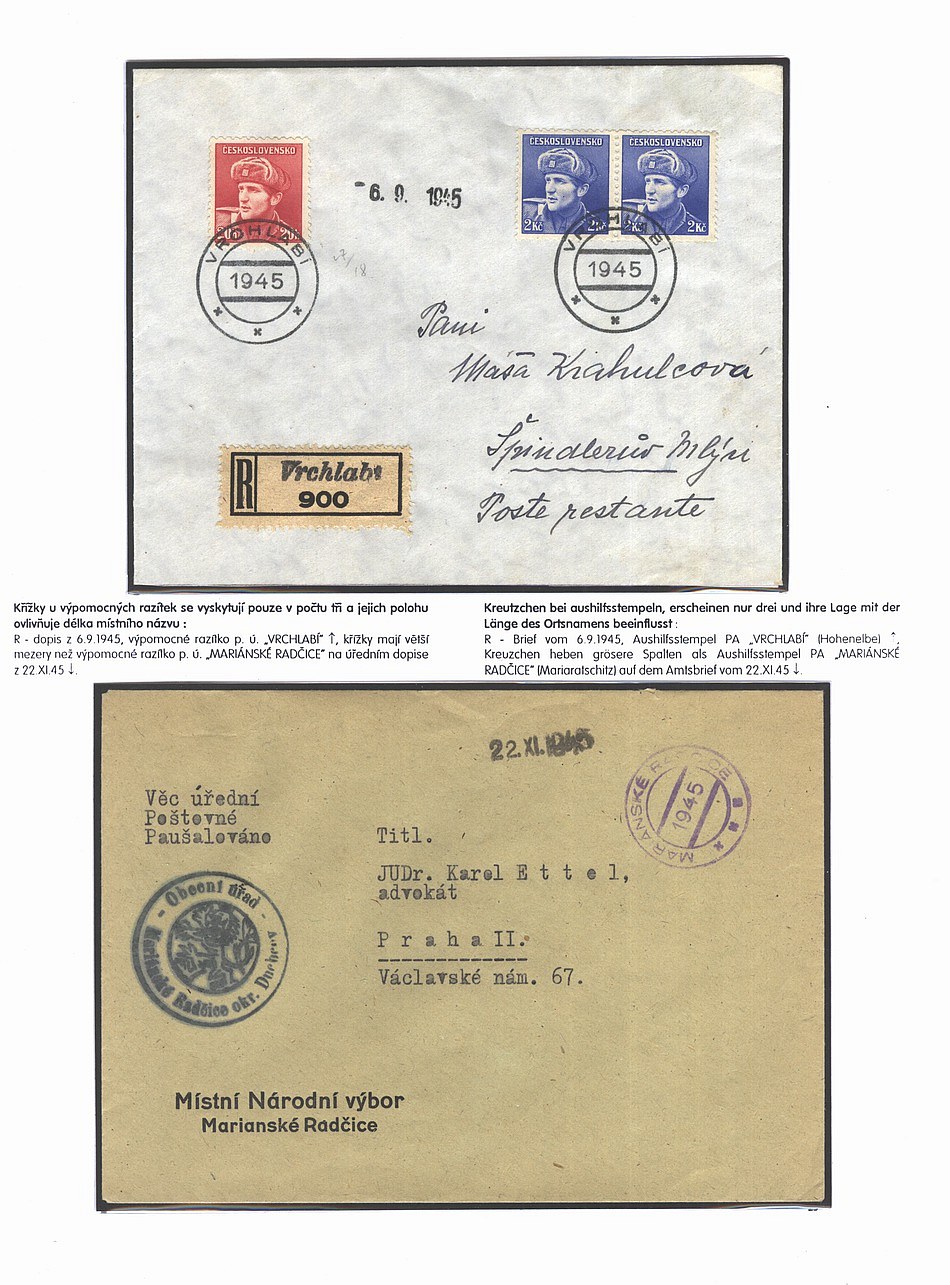 ČESKOSLOVENSKO
ČESKOSLOVENSKO
ČESKOSLOVENSKO
-6. 9. 1945
2Kč 2Kč 2Kč 2Kč
VRCHLABÍ
1945
VRCHLABÍ
1945
Paní
Máša Krahulcová
Špindlerův Mlýn
Poste restante
R Vrchlabí
900
Křížky u výpomocných razítek se vyskytují pouze v počtu tří a jejich polohu
ovlivňuje délka místního názvu :
R - dopis z 6.9.1945, výpomocné razítko p. ú. „VRCHLABÍ" ↑, křížky mají větší
mezery než výpomocné razítko p. ú. „MARIÁNSKÉ RADČICE" na úředním dopise
z 22.XI.45 ↓.
Kreutzchen bei aushilfsstempeln, erscheinen nur drei und ihre Lage mit der
Länge des Ortsnamens beeinflusst :
R - Brief vom 6.9.1945, Aushilfsstempel PA „VRCHLABÍ" (Hohenelbe) ↑,
Kreuzchen heben grösere Spalten als Aushilfsstempel PA „MARIÁNSKÉ
RADČICE" (Mariaratschitz) auf dem Amtsbrief vom 22.XI.45 ↓.
22.XI.1945
MARIÁNSKÉ RADČICE
1945
Věc úřední
Poštovné
Paušalováno
Titl.
JUDr. Karel E t t e l,
advokát
P r a h a II.
Václavské nám. 67.
- Obecní úřad -
Mariánské Radčice okr. Duchcov
Místní Národní výbor
Marianské Radčice